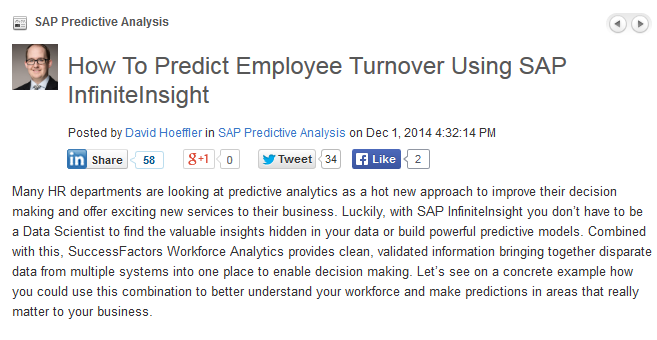 SAP Predictive Analysis
How To Predict Employee Turnover Using SAP
InfiniteInsight
Posted by David Hoeffler in SAP Predictive Analysis on Dec 1, 2014 4:32:14 PM
in Share 58 g+1 0 Tweet 34 f Like 2
Many HR departments are looking at predictive analytics as a hot new approach to improve their decision
making and offer exciting new services to their business. Luckily, with SAP InfiniteInsight you don't have to be
a Data Scientist to find the valuable insights hidden in your data or build powerful predictive models. Combined
with this, SuccessFactors Workforce Analytics provides clean, validated information bringing together disparate
data from multiple systems into one place to enable decision making. Let's see on a concrete example how
you could use this combination to better understand your workforce and make predictions in areas that really
matter to your business.